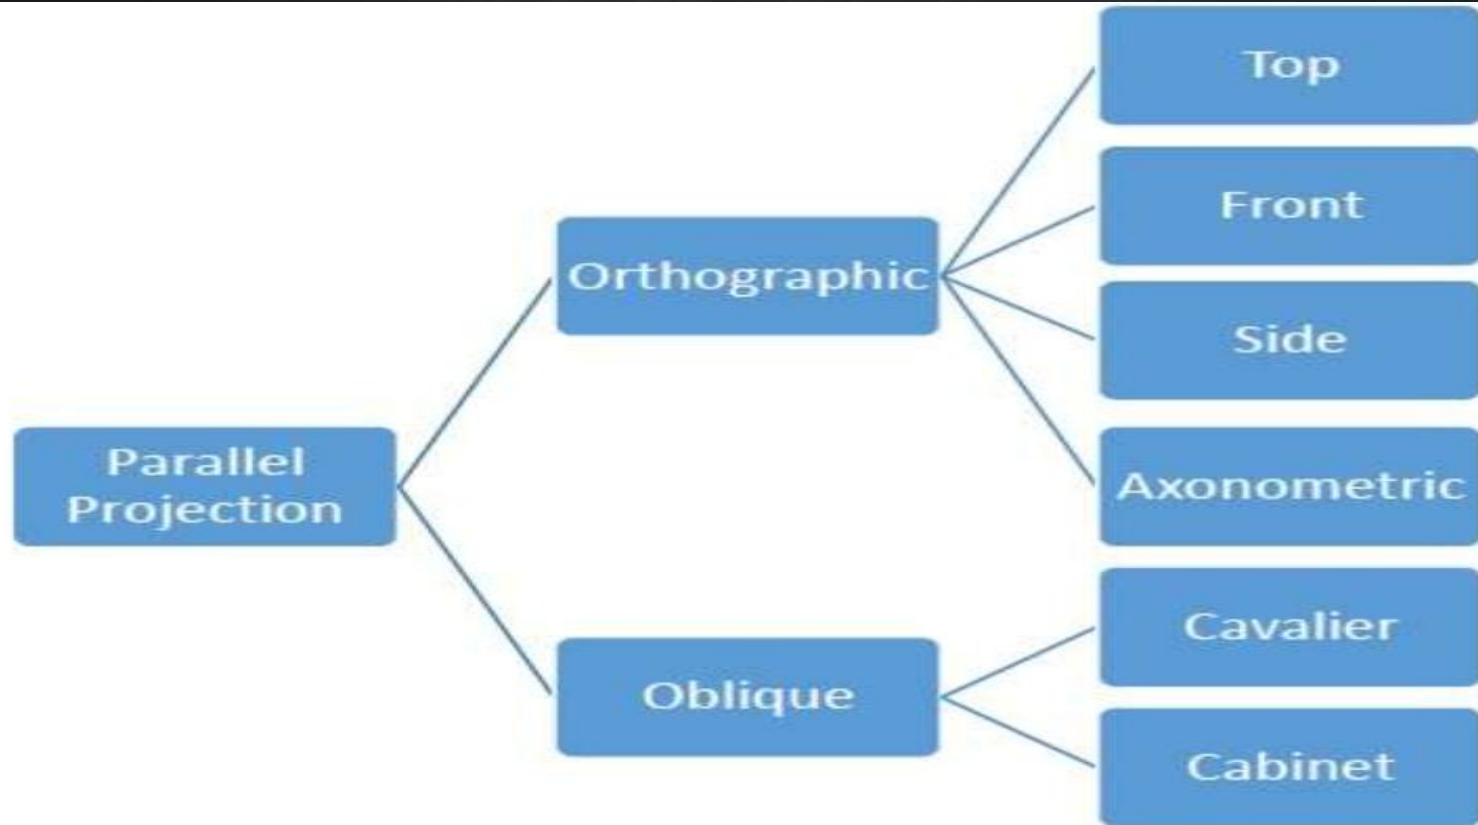 Top
Front
Orthographic
Side
Parallel
Projection
Axonometric
Cavalier
Oblique
Cabinet